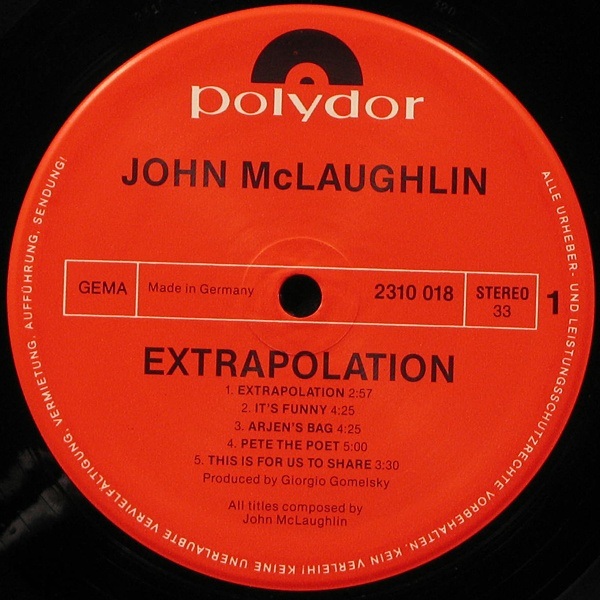 polydor
JOHN McLAUGHLIN
GEMA
Made in Germany
2310 018
STEREO
33
1
EXTRAPOLATION
1. EXTRAPOLATION 2:57
2. IT'S FUNNY 4:25
3. ARJEN'S BAG 4:25
4. PETE THE POET 5:00
5. THIS IS FOR US TO SHARE 3:30
Produced by Giorgio Gomelsky
All titles composed by
John McLaughlin
ALLE URHEBER- UND LEISTUNGSSCHUTZRECHTE VORBEHALTEN. KEIN VERLEIH! KEINE UNERLAUBTE VERVIELFÄLTIGUNG, VERMIETUNG, AUFFÜHRUNG, SENDUNG!